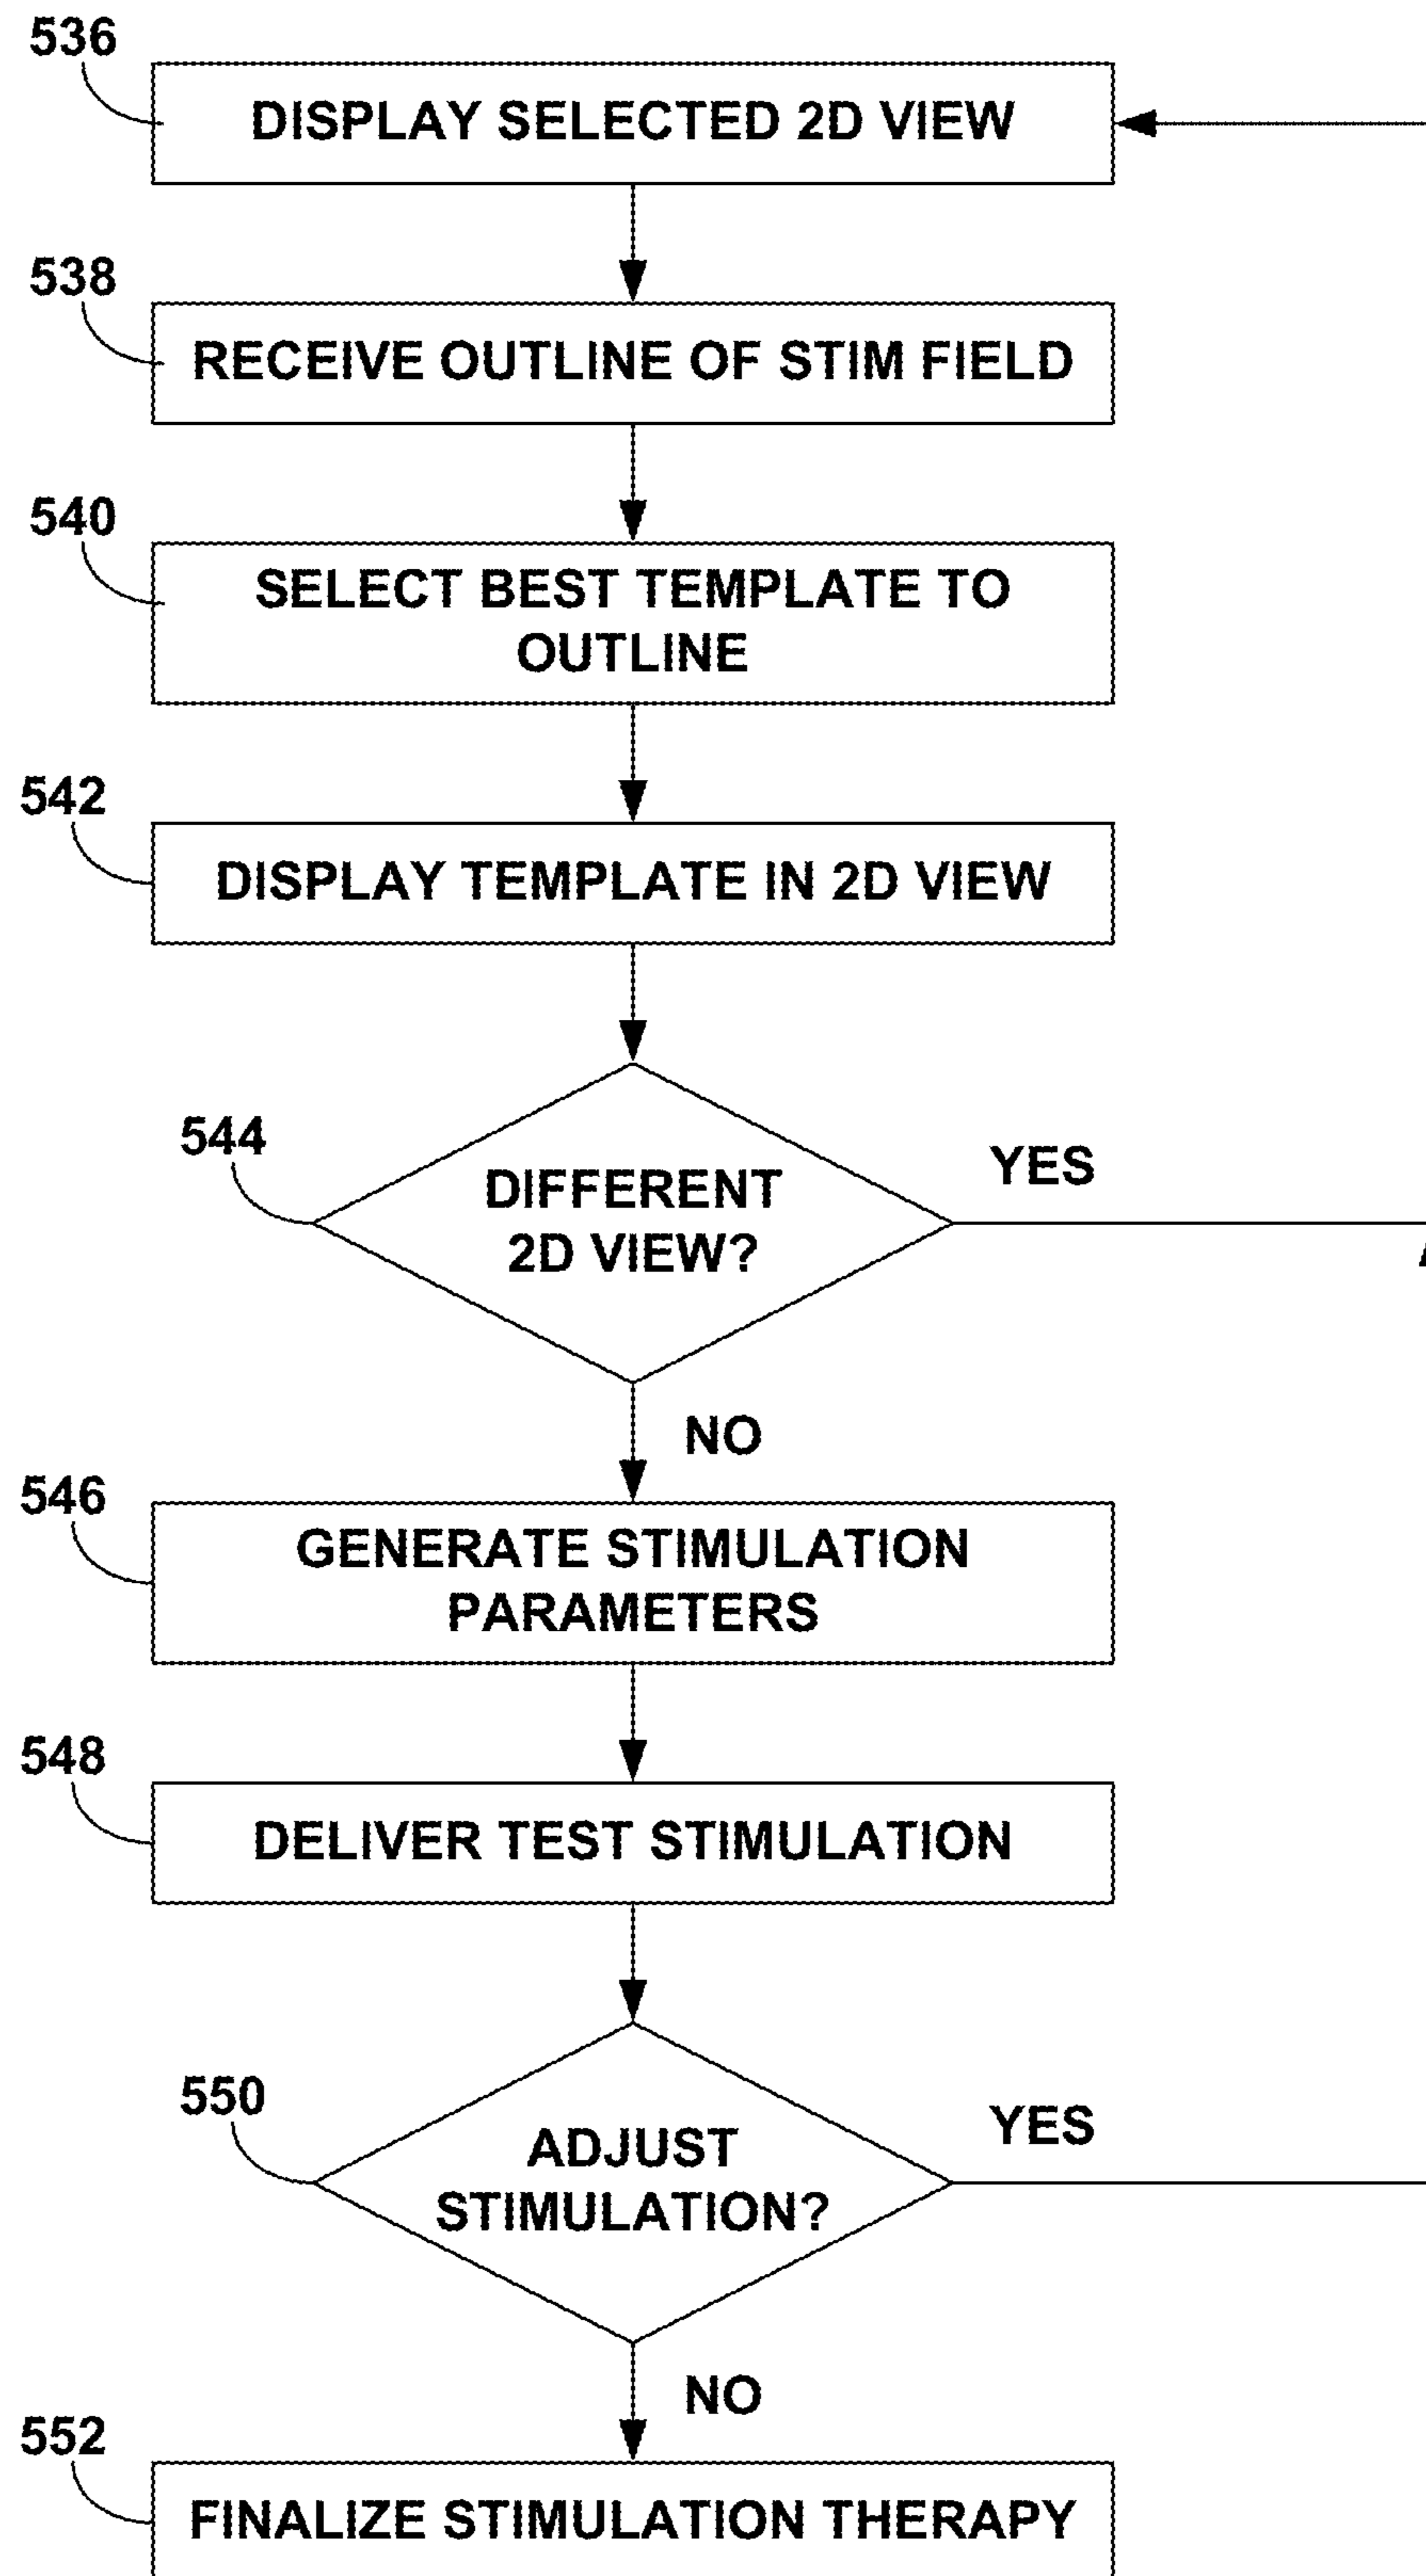 536
DISPLAY SELECTED 2D VIEW
538
RECEIVE OUTLINE OF STIM FIELD
540
SELECT BEST TEMPLATE TO
OUTLINE
542
DISPLAY TEMPLATE IN 2D VIEW
544
DIFFERENT
2D VIEW?
YES
NO
546
GENERATE STIMULATION
PARAMETERS
548
DELIVER TEST STIMULATION
550
ADJUST
STIMULATION?
YES
NO
552
FINALIZE STIMULATION THERAPY